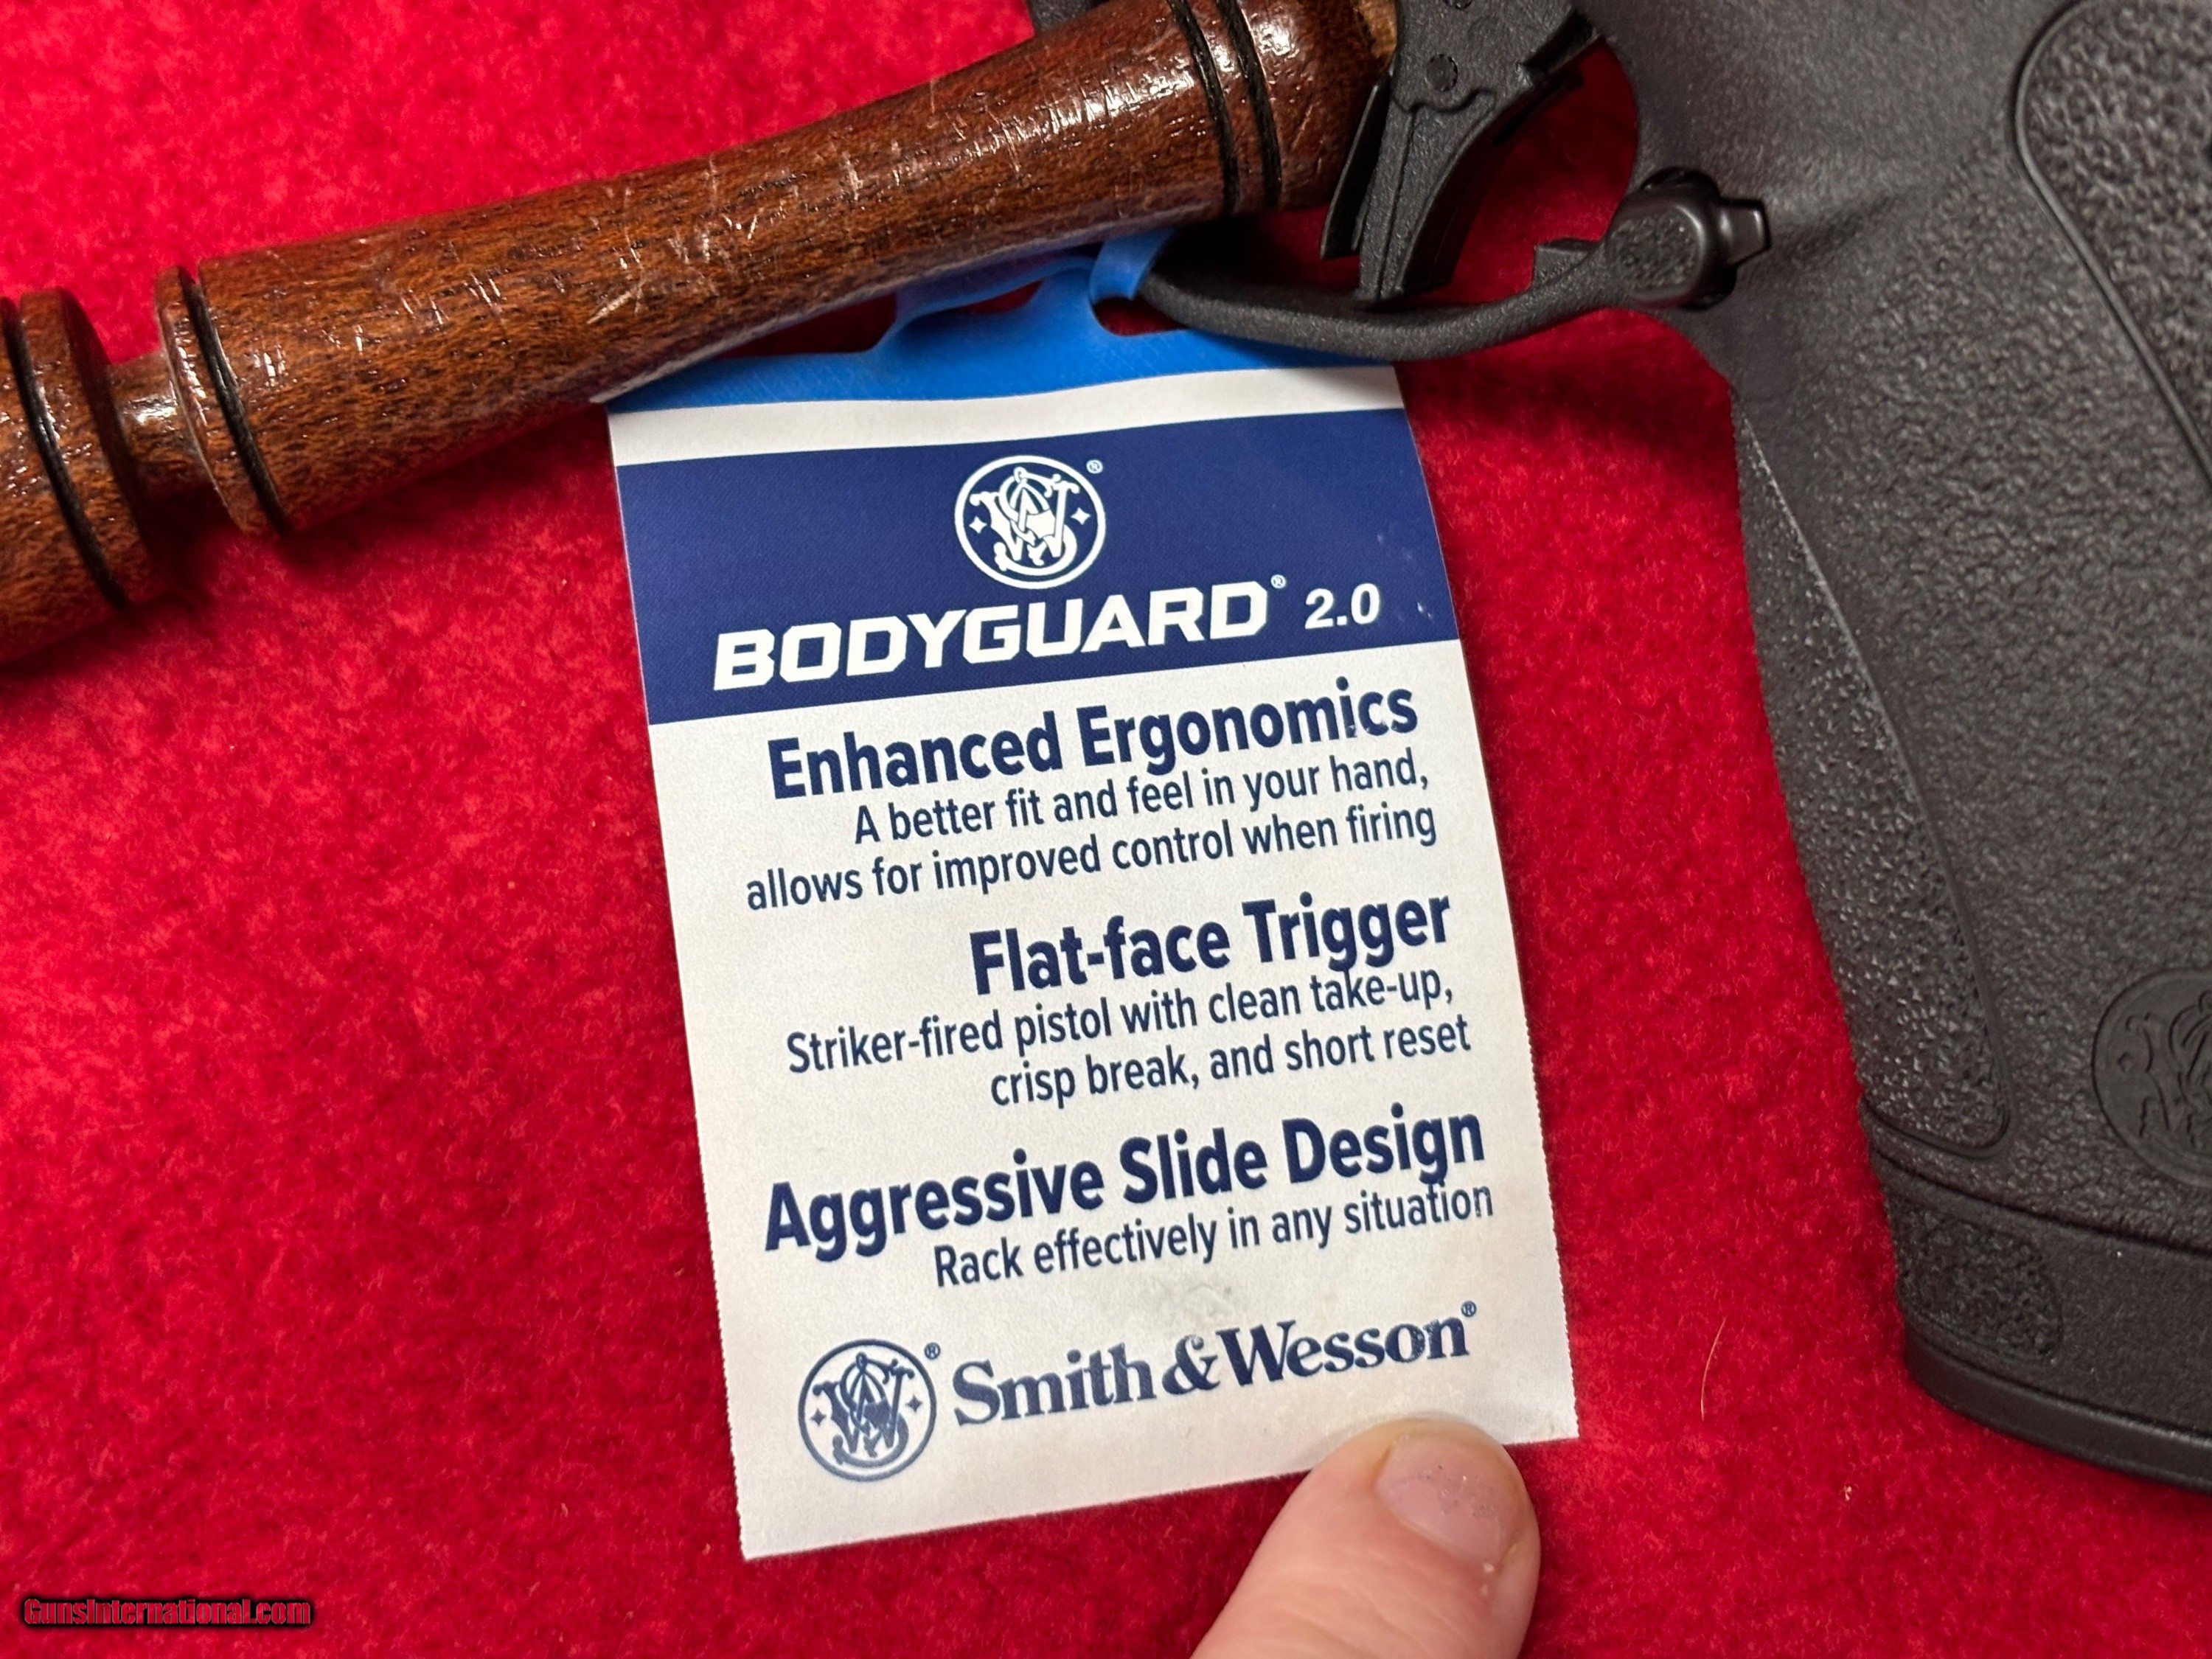 BODYGUARD® 2.0
Enhanced Ergonomics
A better fit and feel in your hand,
allows for improved control when firing
Flat-face Trigger
Striker-fired pistol with clean take-up,
crisp break, and short reset
Aggressive Slide Design
Rack effectively in any situation
Smith & Wesson®
GunsInternational.com